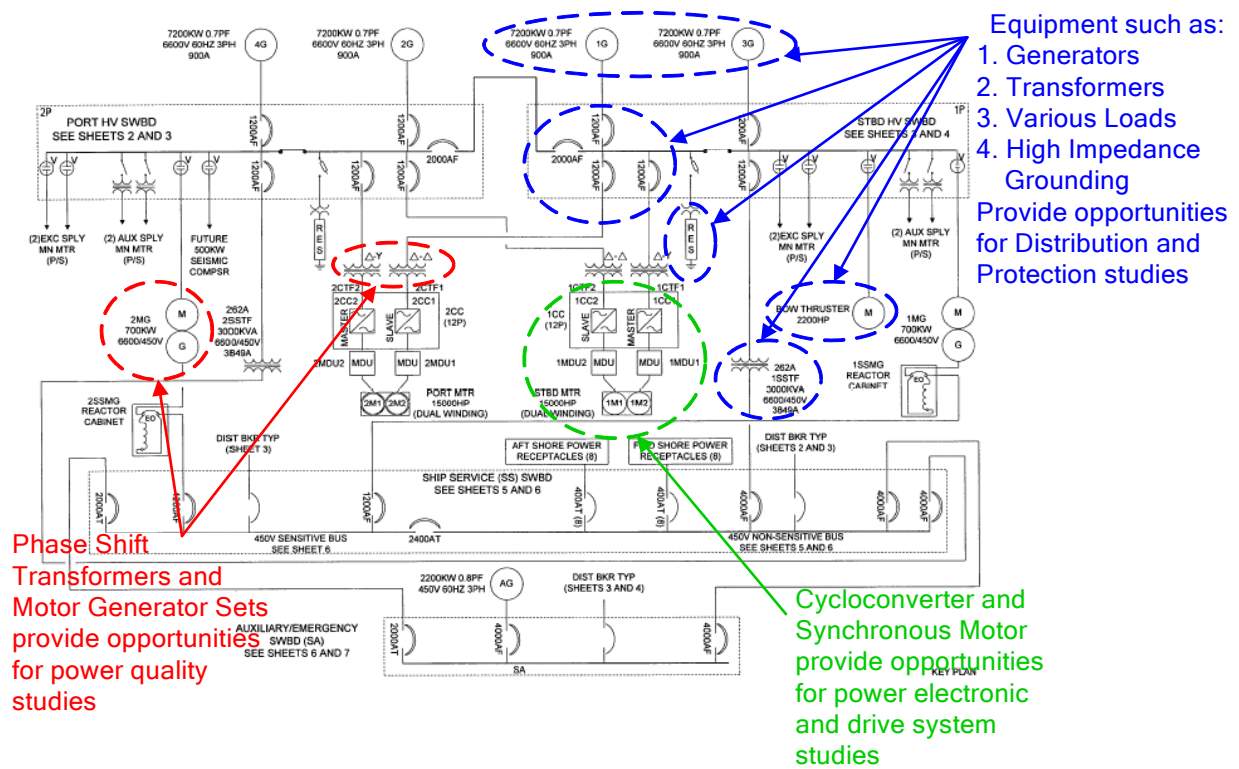 7200KW 0.7PF
6600V 60HZ 3PH
900A
4G
7200KW 0.7PF
6600V 60HZ 3PH
900A
2G
7200KW 0.7PF
6600V 60HZ 3PH
900A
1G
7200KW 0.7PF
6600V 60HZ 3PH
900A
3G
Equipment such as:
1. Generators
2. Transformers
3. Various Loads
4. High Impedance
Grounding
Provide opportunities
for Distribution and
Protection studies
2P
PORT HV SWBD
SEE SHEETS 2 AND 3
1200AF
1200AF
1200AF
1200AF
1200AF
2000AF
1P
STBD HV SWBD
SEE SHEETS 3 AND 4
2000AF
1200AF
1200AF
1200AF
1200AF
V
V
V
V
V
V
V
V
(2)EXC SPLY
MN MTR
(P/S)
(2) AUX SPLY
MN MTR
(P/S)
FUTURE
500KW
SEISMIC
COMPSR
RES
RES
(2)EXC SPLY
MN MTR
(P/S)
(2) AUX SPLY
MN MTR
(P/S)
Δ-Y
Δ-Δ
Δ-Δ
Δ-Y
2CTF2
2CTF1
1CTF2
1CTF1
2MG
700KW
6600/450V
M
G
262A
2SSTF
3000KVA
6600/450V
3849A
2CC2
2CC1
MASTER
SLAVE
2CC
(12P)
1CC
(12P)
1CC2
1CC1
SLAVE
MASTER
BOW THRUSTER
2200HP
M
1MG
700KW
6600/450V
M
G
2MDU2
MDU
MDU
2MDU1
1MDU2
MDU
MDU
1MDU1
2M1
2M2
PORT MTR
15000HP
(DUAL WINDING)
STBD MTR
15000HP
(DUAL WINDING)
1M1
1M2
262A
1SSTF
3000KVA
6600/450V
3849A
1SSMG
REACTOR
CABINET
EO
2SSMG
REACTOR
CABINET
EO
DIST BKR TYP
(SHEET 3)
AFT SHORE POWER
RECEPTACLES (8)
FWD SHORE POWER
RECEPTACLES (8)
DIST BKR TYP
(SHEETS 2 AND 3)
SHIP SERVICE (SS) SWBD
SEE SHEETS 5 AND 6
2000AT
1200AF
1200AF
2400AT
400AT (8)
400AT (8)
4000AF
4000AF
4000AF
450V SENSITIVE BUS
SEE SHEET 6
450V NON-SENSITIVE BUS
SEE SHEETS 5 AND 6
Phase Shift
Transformers and
Motor Generator Sets
provide opportunities
for power quality
studies
2200KW 0.8PF
450V 60HZ 3PH
AG
DIST BKR TYP
(SHEETS 3 AND 4)
AUXILIARY/EMERGENCY
SWBD (SA)
SEE SHEETS 6 AND 7
2000AT
4000AF
4000AF
SA
KEY PLAN
Cycloconverter and
Synchronous Motor
provide opportunities
for power electronic
and drive system
studies